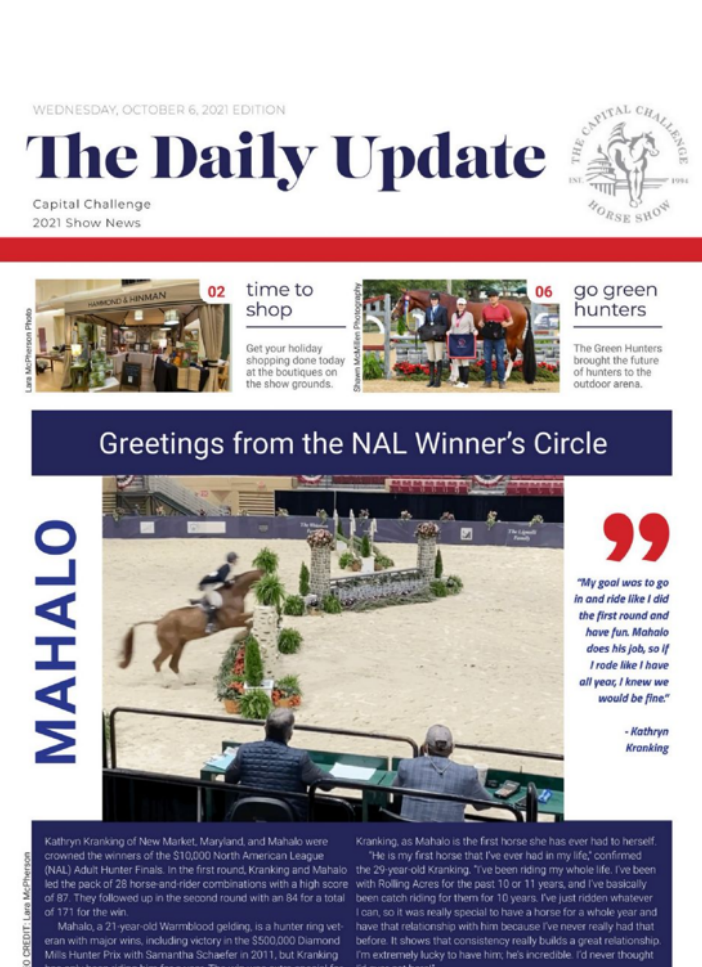 WEDNESDAY, OCTOBER 6, 2021 EDITION
The Daily Update
Capital Challenge
2021 Show News
THE CAPITAL CHALLENGE
EST. 1984
HORSE SHOW
Lara McPherson Photo
HAMMOND & HINMAN
02
time to
shop
Get your holiday
shopping done today
at the boutiques on
the show grounds.
Shawn McMillen Photography
06
go green
hunters
The Green Hunters
brought the future
of hunters to the
outdoor arena.
Greetings from the NAL Winner's Circle
MAHALO
"My goal was to go
in and ride like I did
the first round and
have fun. Mahalo
does his job, so if
I rode like I have
all year, I knew we
would be fine."
- Kathryn
Kranking
O CREDIT: Lara McPherson
Kathryn Kranking of New Market, Maryland, and Mahalo were
crowned the winners of the $10,000 North American League
(NAL) Adult Hunter Finals. In the first round, Kranking and Mahalo
led the pack of 28 horse-and-rider combinations with a high score
of 87. They followed up in the second round with an 84 for a total
of 171 for the win.
Mahalo, a 21-year-old Warmblood gelding, is a hunter ring vet-
eran with major wins, including victory in the $500,000 Diamond
Mills Hunter Prix with Samantha Schaefer in 2011, but Kranking
Kranking, as Mahalo is the first horse she has ever had to herself.
"He is my first horse that I've ever had in my life," confirmed
the 29-year-old Kranking. "I've been riding my whole life. I've been
with Rolling Acres for the past 10 or 11 years, and I've basically
been catch riding for them for 10 years. I've just ridden whatever
I can, so it was really special to have a horse for a whole year and
have that relationship with him because I've never really had that
before. It shows that consistency really builds a great relationship.
I'm extremely lucky to have him; he's incredible. I'd never thought